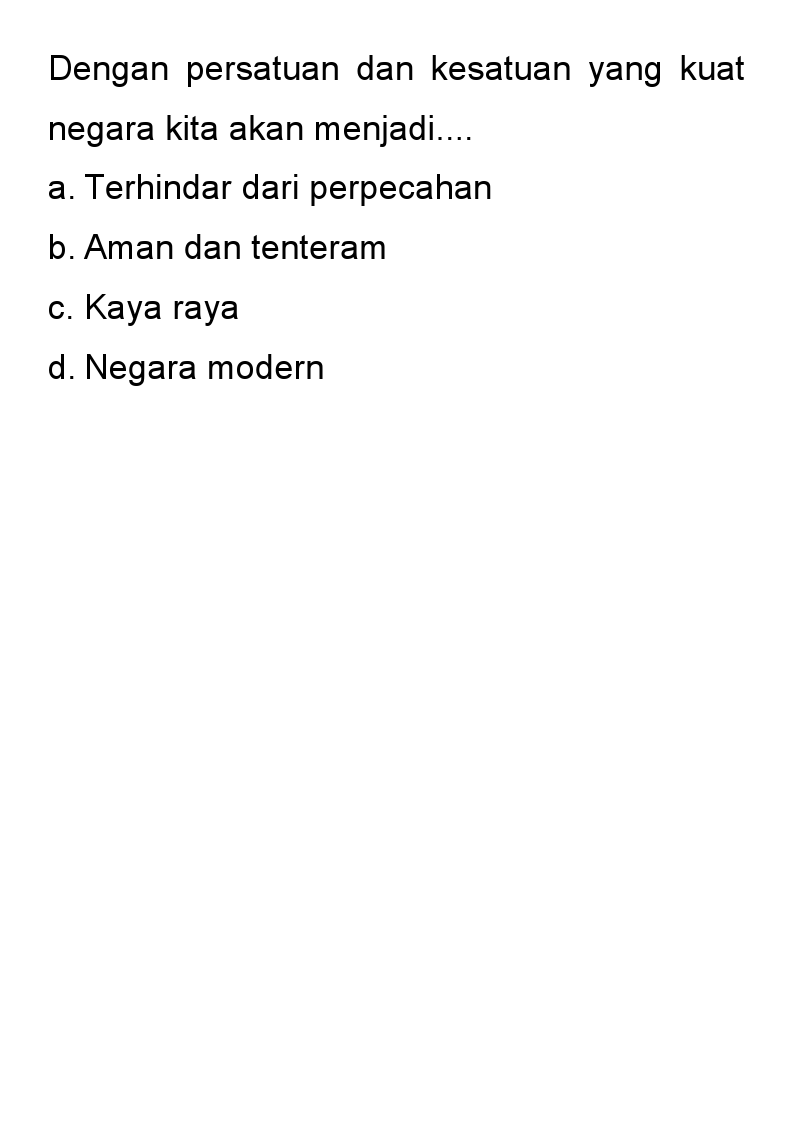 Dengan persatuan dan kesatuan yang kuat
negara kita akan menjadi....
a. Terhindar dari perpecahan
b. Aman dan tenteram
c. Kaya raya
d. Negara modern